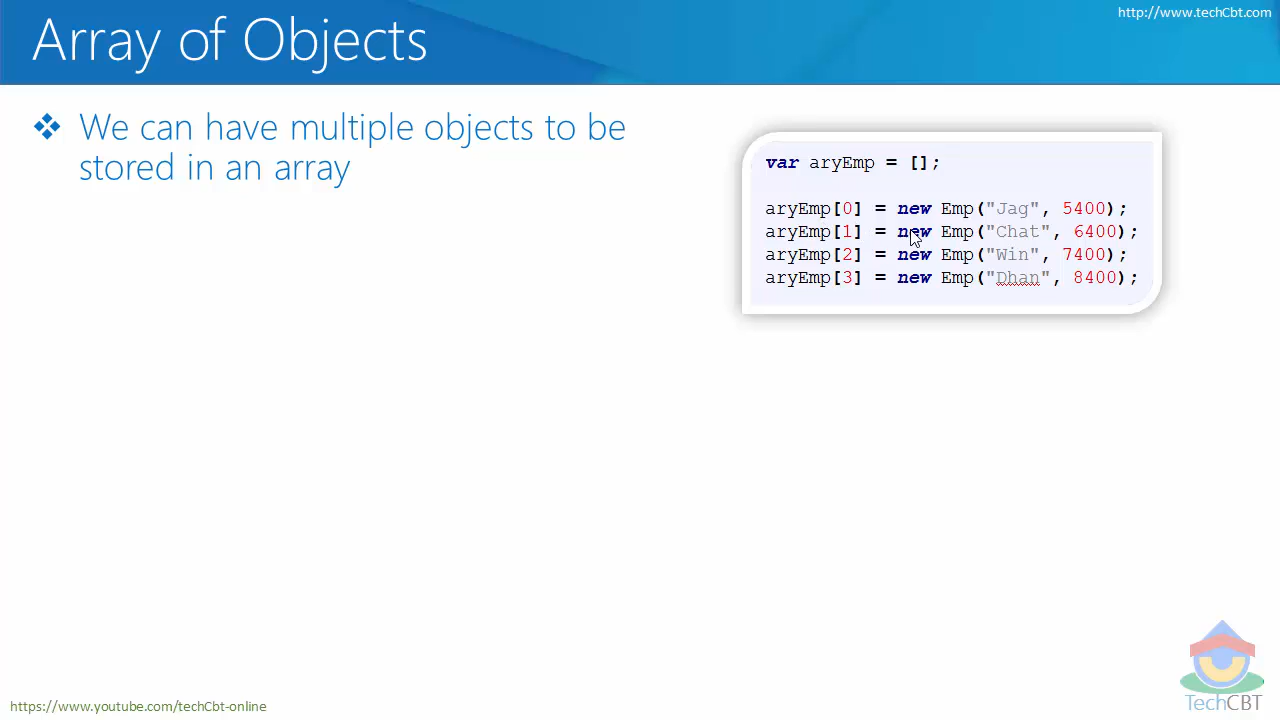 http://www.techCbt.com
Array of Objects
We can have multiple objects to be
stored in an array
var aryEmp = [];
aryEmp[0] = new Emp("Jag", 5400);
aryEmp[1] = new Emp("Chat", 6400);
aryEmp[2] = new Emp("Win", 7400);
aryEmp[3] = new Emp("Dhan", 8400);
https://www.youtube.com/techCbt-online
TechCBT